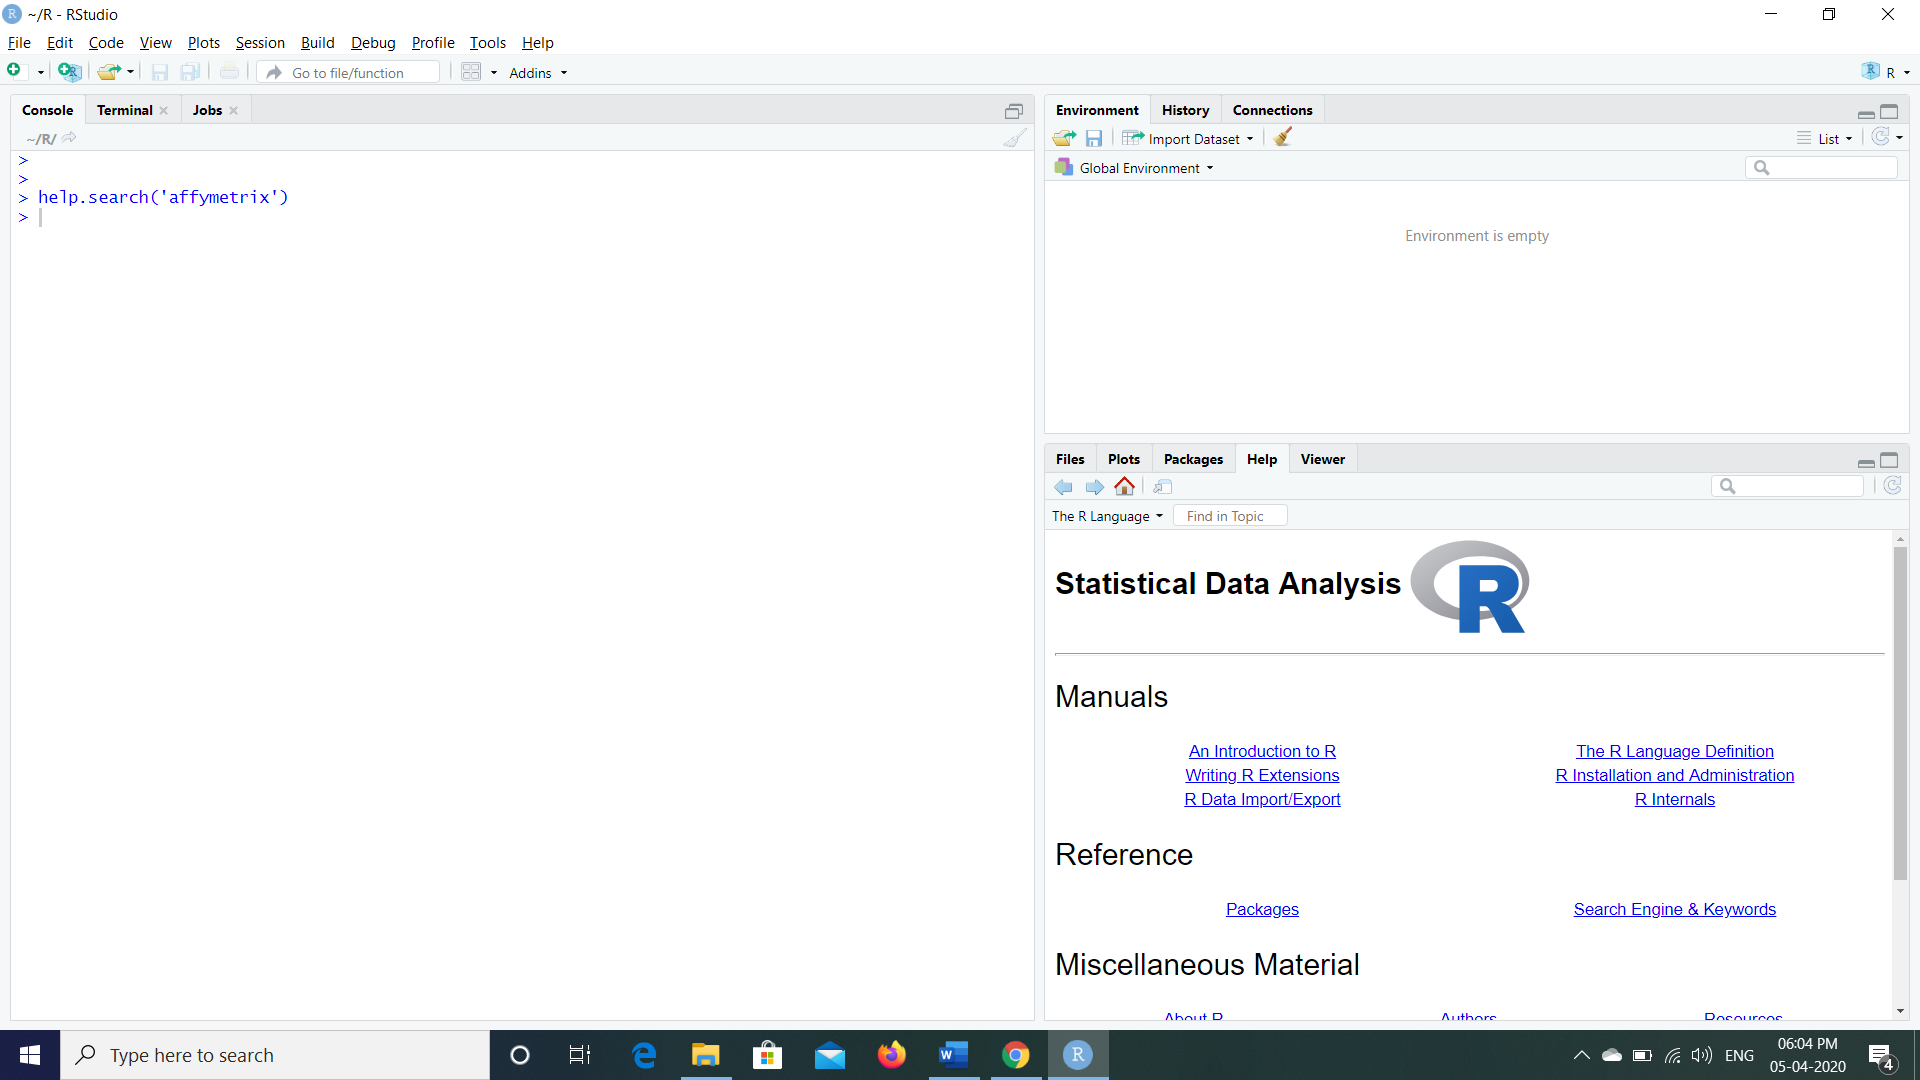 ~/R - RStudio
File Edit Code View Plots Session Build Debug Profile Tools Help
Go to file/function Addins R
Console Terminal Jobs
~/R/
>
>
> help.search('affymetrix')
>
Environment History Connections
Import Dataset List
Global Environment
Environment is empty
Files Plots Packages Help Viewer
The R Language Find in Topic
Statistical Data Analysis R
Manuals
An Introduction to R The R Language Definition
Writing R Extensions R Installation and Administration
R Data Import/Export R Internals
Reference
Packages Search Engine & Keywords
Miscellaneous Material
About R Authors Resources
Type here to search ENG 06:04 PM
05-04-2020 4